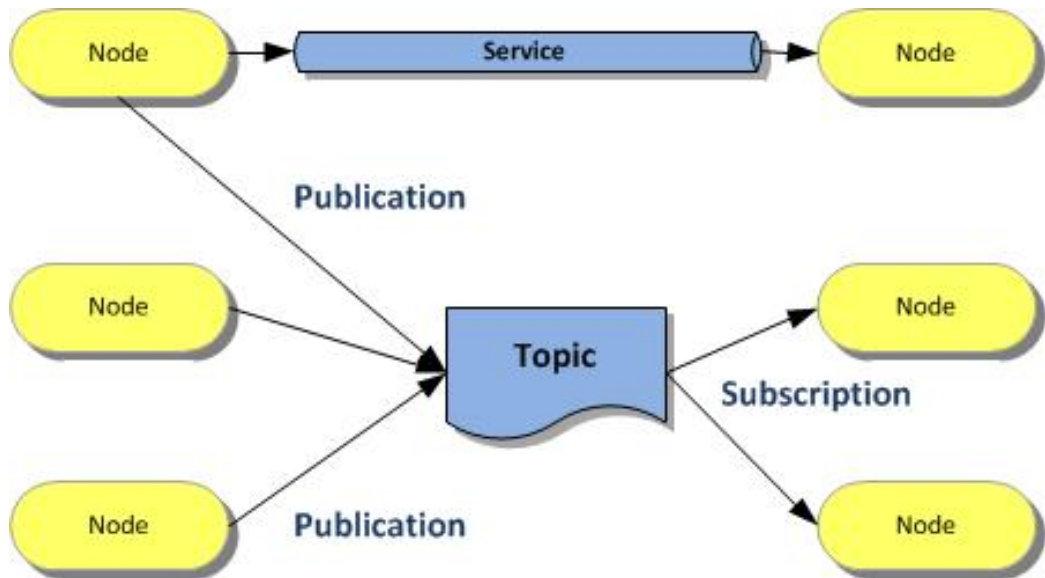 Node
Service
Node
Publication
Node
Topic
Node
Subscription
Node
Publication
Node